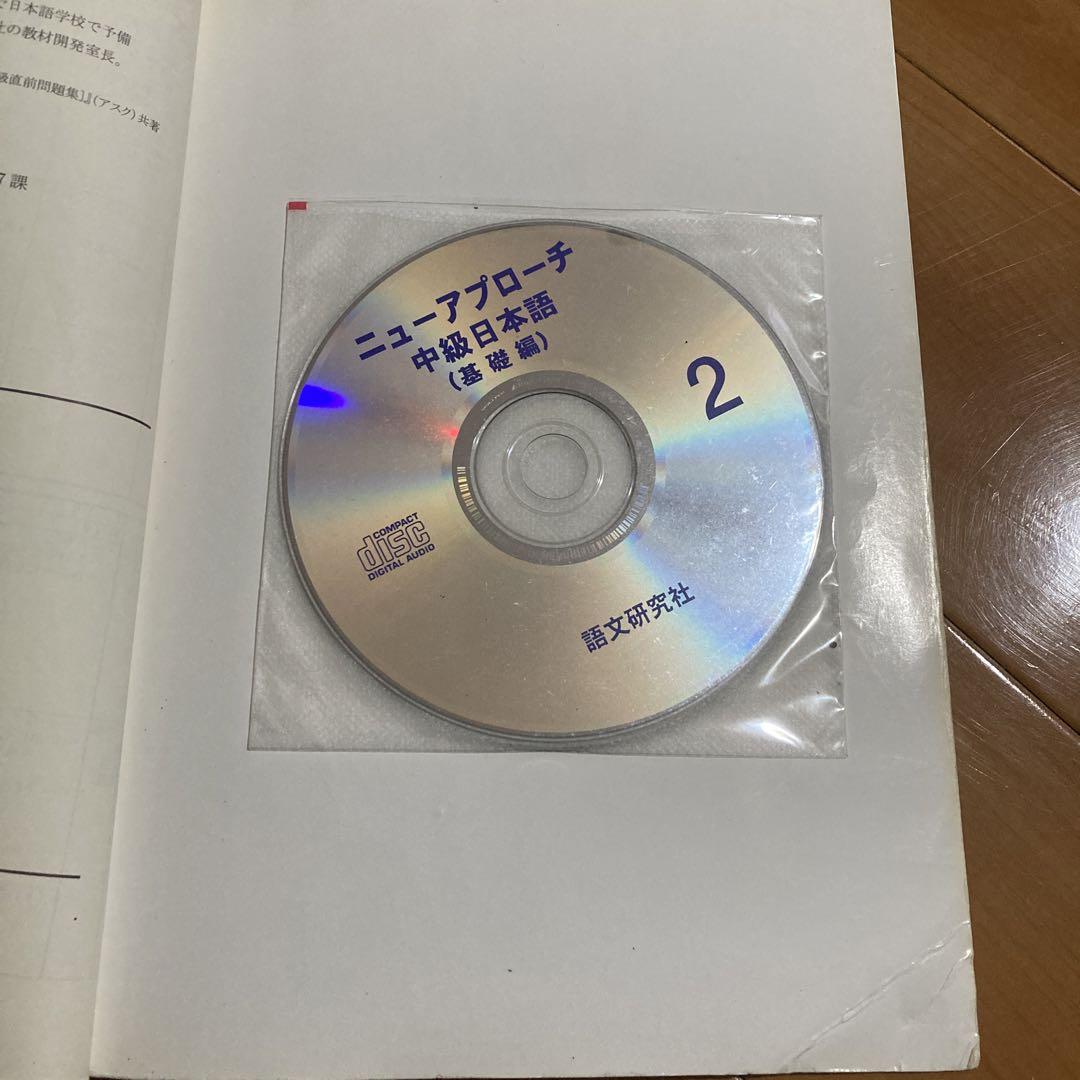 で日本語学校で予備
社の教材開発室長。
級直前問題集]』(アスク)共著
7課
ニューアプローチ
中級日本語
(基礎編)
2
COMPACT
disc
DIGITAL AUDIO
語文研究社